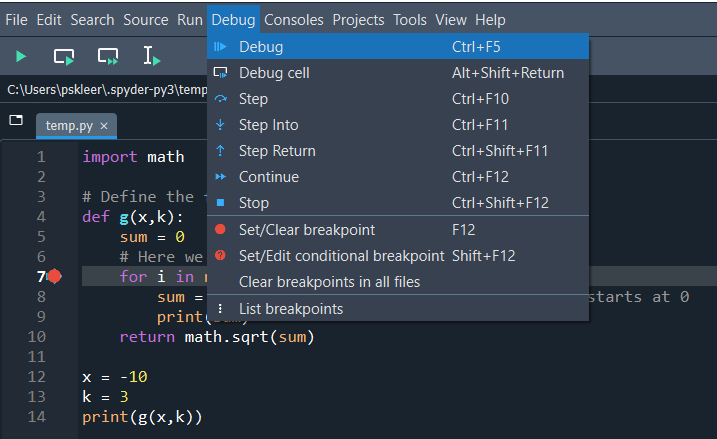 File Edit Search Source Run Debug Consoles Projects Tools View Help
Debug Ctrl+F5
Debug cell Alt+Shift+Return
Step Ctrl+F10
Step Into Ctrl+F11
Step Return Ctrl+Shift+F11
Continue Ctrl+F12
Stop Ctrl+Shift+F12
Set/Clear breakpoint F12
Set/Edit conditional breakpoint Shift+F12
Clear breakpoints in all files
List breakpoints
C:\Users\pskleer\.spyder-py3\temp
temp.py ×
1 import math
2
3 # Define the
4 def g(x,k):
5 sum = 0
6 # Here we
7 for i in
8 sum = starts at 0
9 print(
10 return math.sqrt(sum)
11
12 x = -10
13 k = 3
14 print(g(x,k))